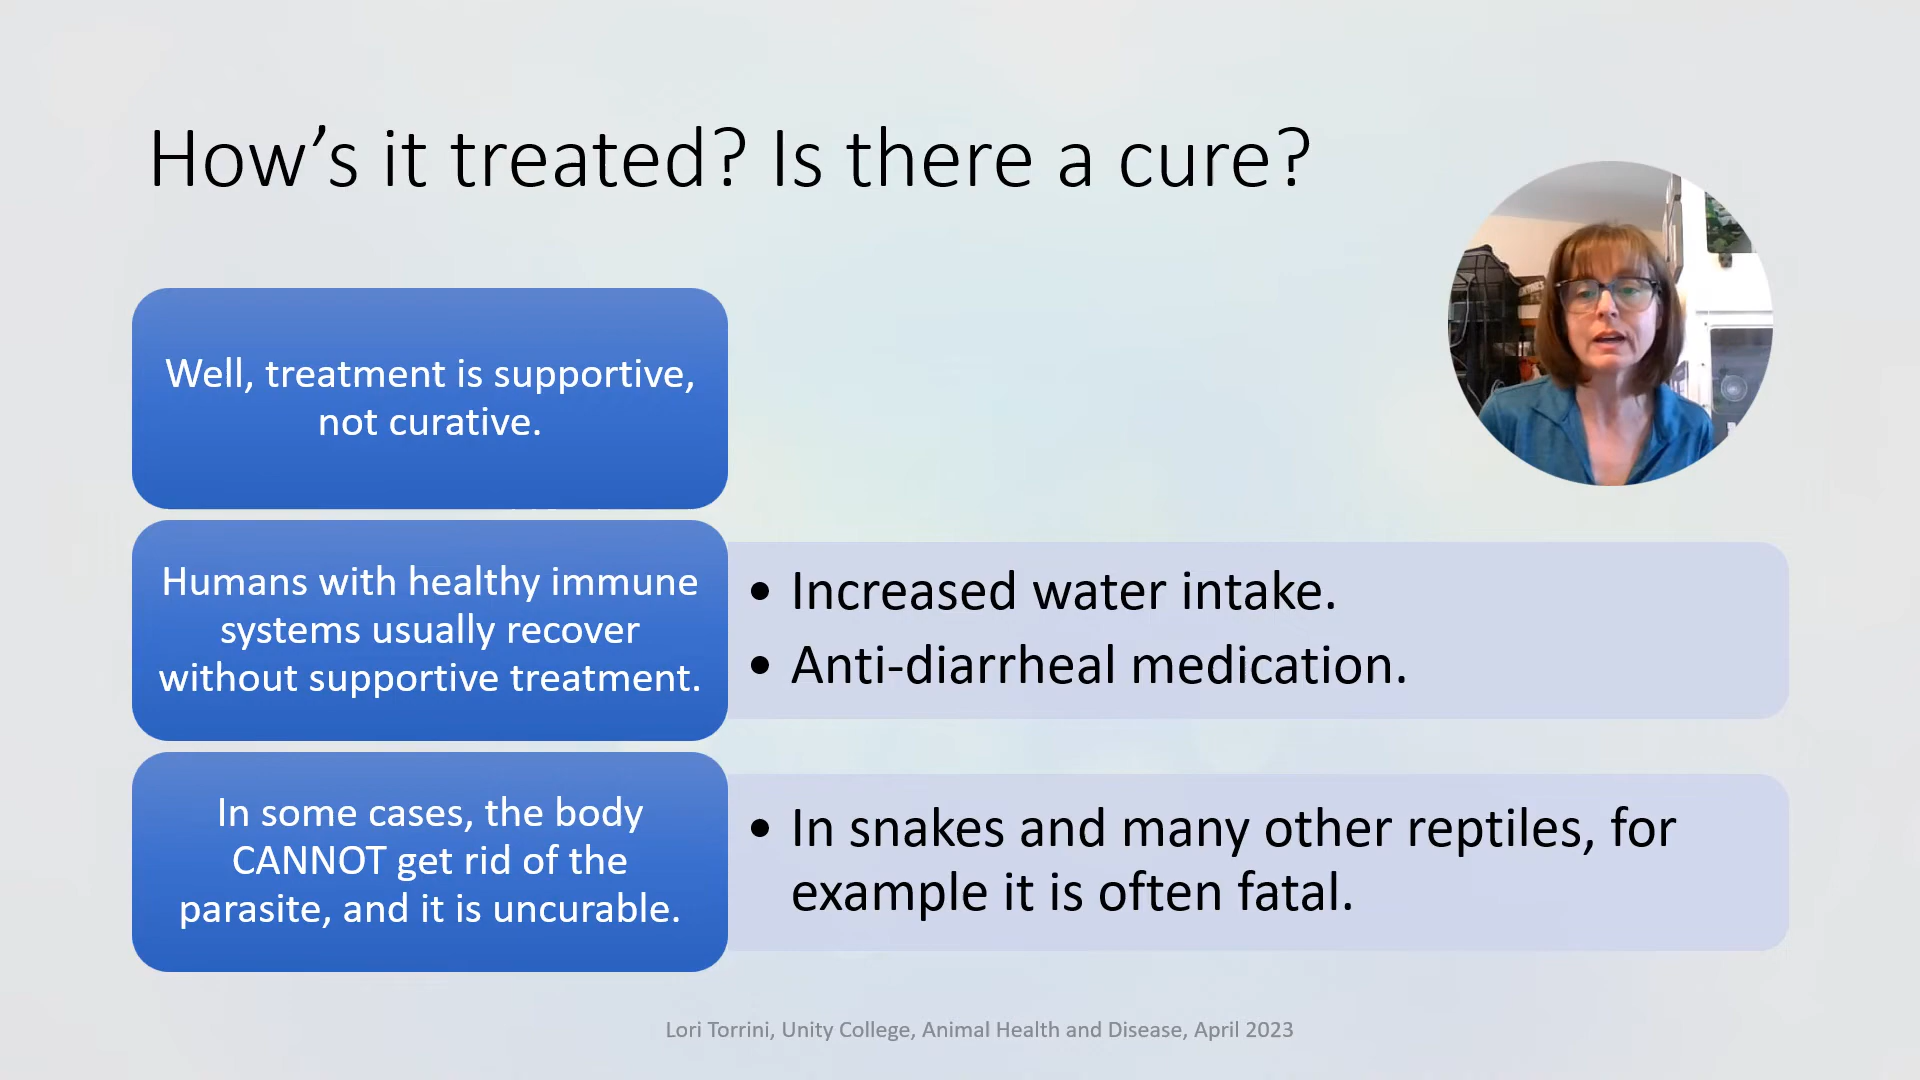 How’s it treated? Is there a cure?
Well, treatment is supportive,
not curative.
Humans with healthy immune
systems usually recover
without supportive treatment.
• Increased water intake.
• Anti-diarrheal medication.
In some cases, the body
CANNOT get rid of the
parasite, and it is uncurable.
• In snakes and many other reptiles, for
example it is often fatal.
Lori Torrini, Unity College, Animal Health and Disease, April 2023